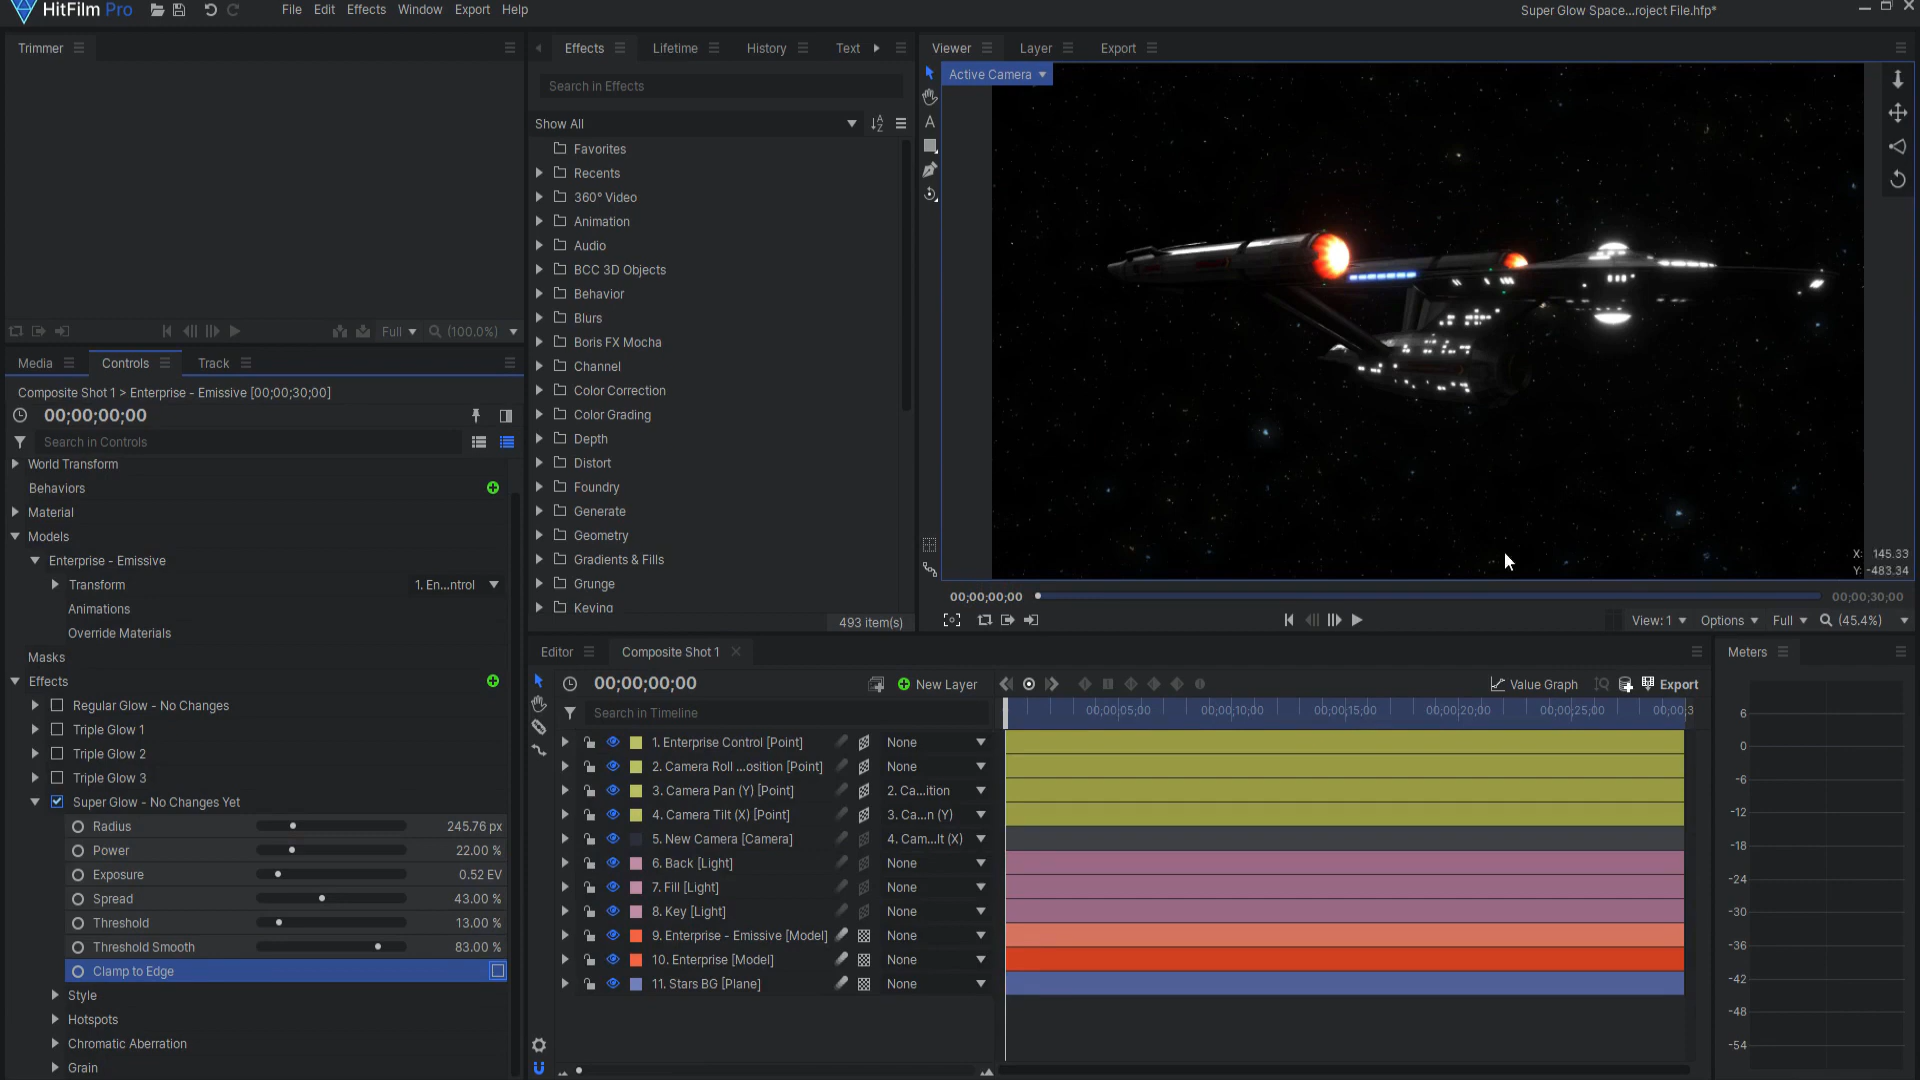 HitFilm Pro
File Edit Effects Window Export Help
Super Glow Space...roject File.hfp*
Trimmer
Full (100.0%)
Media Controls Track
Composite Shot 1 > Enterprise - Emissive [00;00;30;00]
00;00;00;00
Search in Controls
World Transform
Behaviors
Material
Models
Enterprise - Emissive
Transform 1. En...ntrol
Animations
Override Materials
Masks
Effects
Regular Glow - No Changes
Triple Glow 1
Triple Glow 2
Triple Glow 3
Super Glow - No Changes Yet
Radius 245.76 px
Power 22.00 %
Exposure 0.52 EV
Spread 43.00 %
Threshold 13.00 %
Threshold Smooth 83.00 %
Clamp to Edge
Style
Hotspots
Chromatic Aberration
Grain
Effects Lifetime History Text
Search in Effects
Show All
Favorites
Recents
360° Video
Animation
Audio
BCC 3D Objects
Behavior
Blurs
Boris FX Mocha
Channel
Color Correction
Color Grading
Depth
Distort
Foundry
Generate
Geometry
Gradients & Fills
Grunge
Keying
493 item(s)
Viewer Layer Export
Active Camera
X: 145.33
Y: -483.34
00;00;00;00 00;00;30;00
View: 1 Options Full (45.4%)
Editor Composite Shot 1
00;00;00;00 New Layer Value Graph Export
Search in Timeline
00;00;05;00 00;00;10;00 00;00;15;00 00;00;20;00 00;00;25;00 00;00;3
1. Enterprise Control [Point] None
2. Camera Roll ...osition [Point] None
3. Camera Pan (Y) [Point] 2. Ca...ition
4. Camera Tilt (X) [Point] 3. Ca...n (Y)
5. New Camera [Camera] 4. Cam...lt (X)
6. Back [Light] None
7. Fill [Light] None
8. Key [Light] None
9. Enterprise - Emissive [Model] None
10. Enterprise [Model] None
11. Stars BG [Plane] None
Meters
6
0
-6
-12
-18
-24
-30
-36
-42
-48
-54